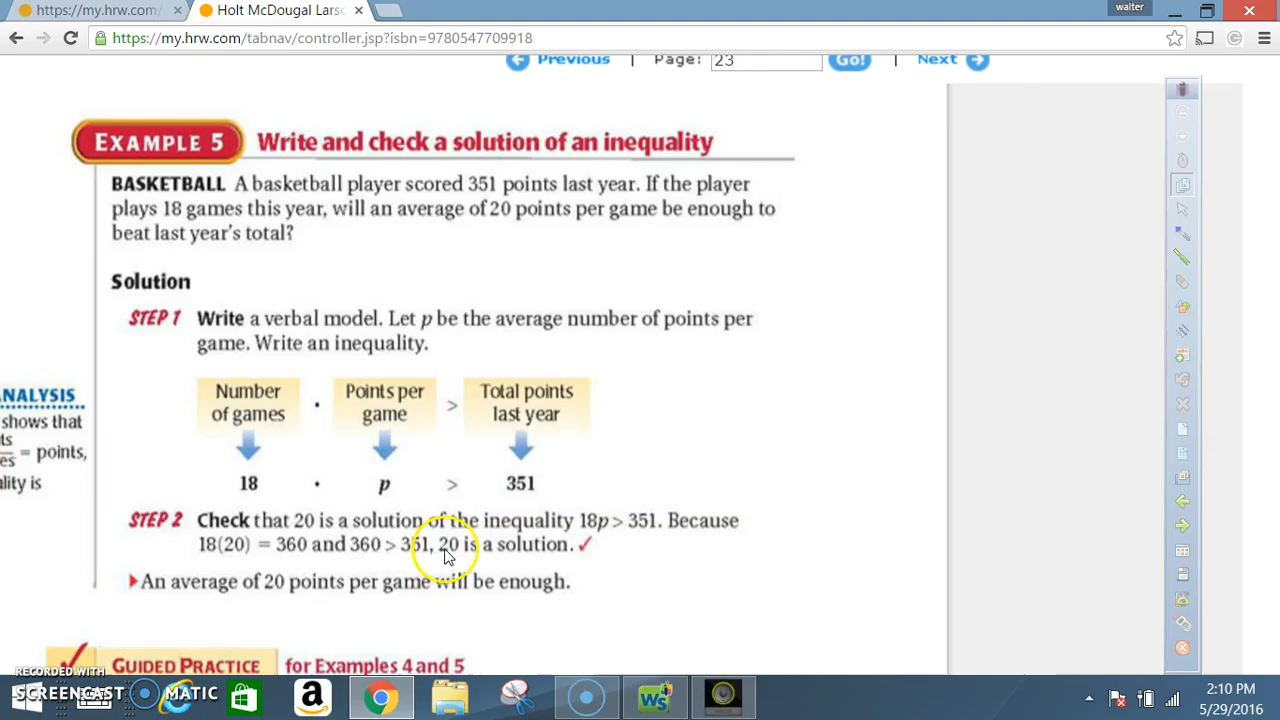 https://my.hrw.com/tabnav/ ×
Holt McDougal Lars ×
walter
https://my.hrw.com/tabnav/controller.jsp?isbn=9780547709918
Previous | Page: 23 Go! | Next
EXAMPLE 5 Write and check a solution of an inequality
BASKETBALL A basketball player scored 351 points last year. If the player
plays 18 games this year, will an average of 20 points per game be enough to
beat last year's total?
Solution
STEP 1 Write a verbal model. Let p be the average number of points per
game. Write an inequality.
Number of games · Points per game > Total points last year
18 · p > 351
NALYSIS
shows that
= points,
ality is
STEP 2 Check that 20 is a solution of the inequality 18p > 351. Because
18(20) = 360 and 360 > 351, 20 is a solution. ✓
An average of 20 points per game will be enough.
GUIDED PRACTICE for Examples 4 and 5
RECORDED WITH
SCREENCAST MATIC
2:10 PM
5/29/2016